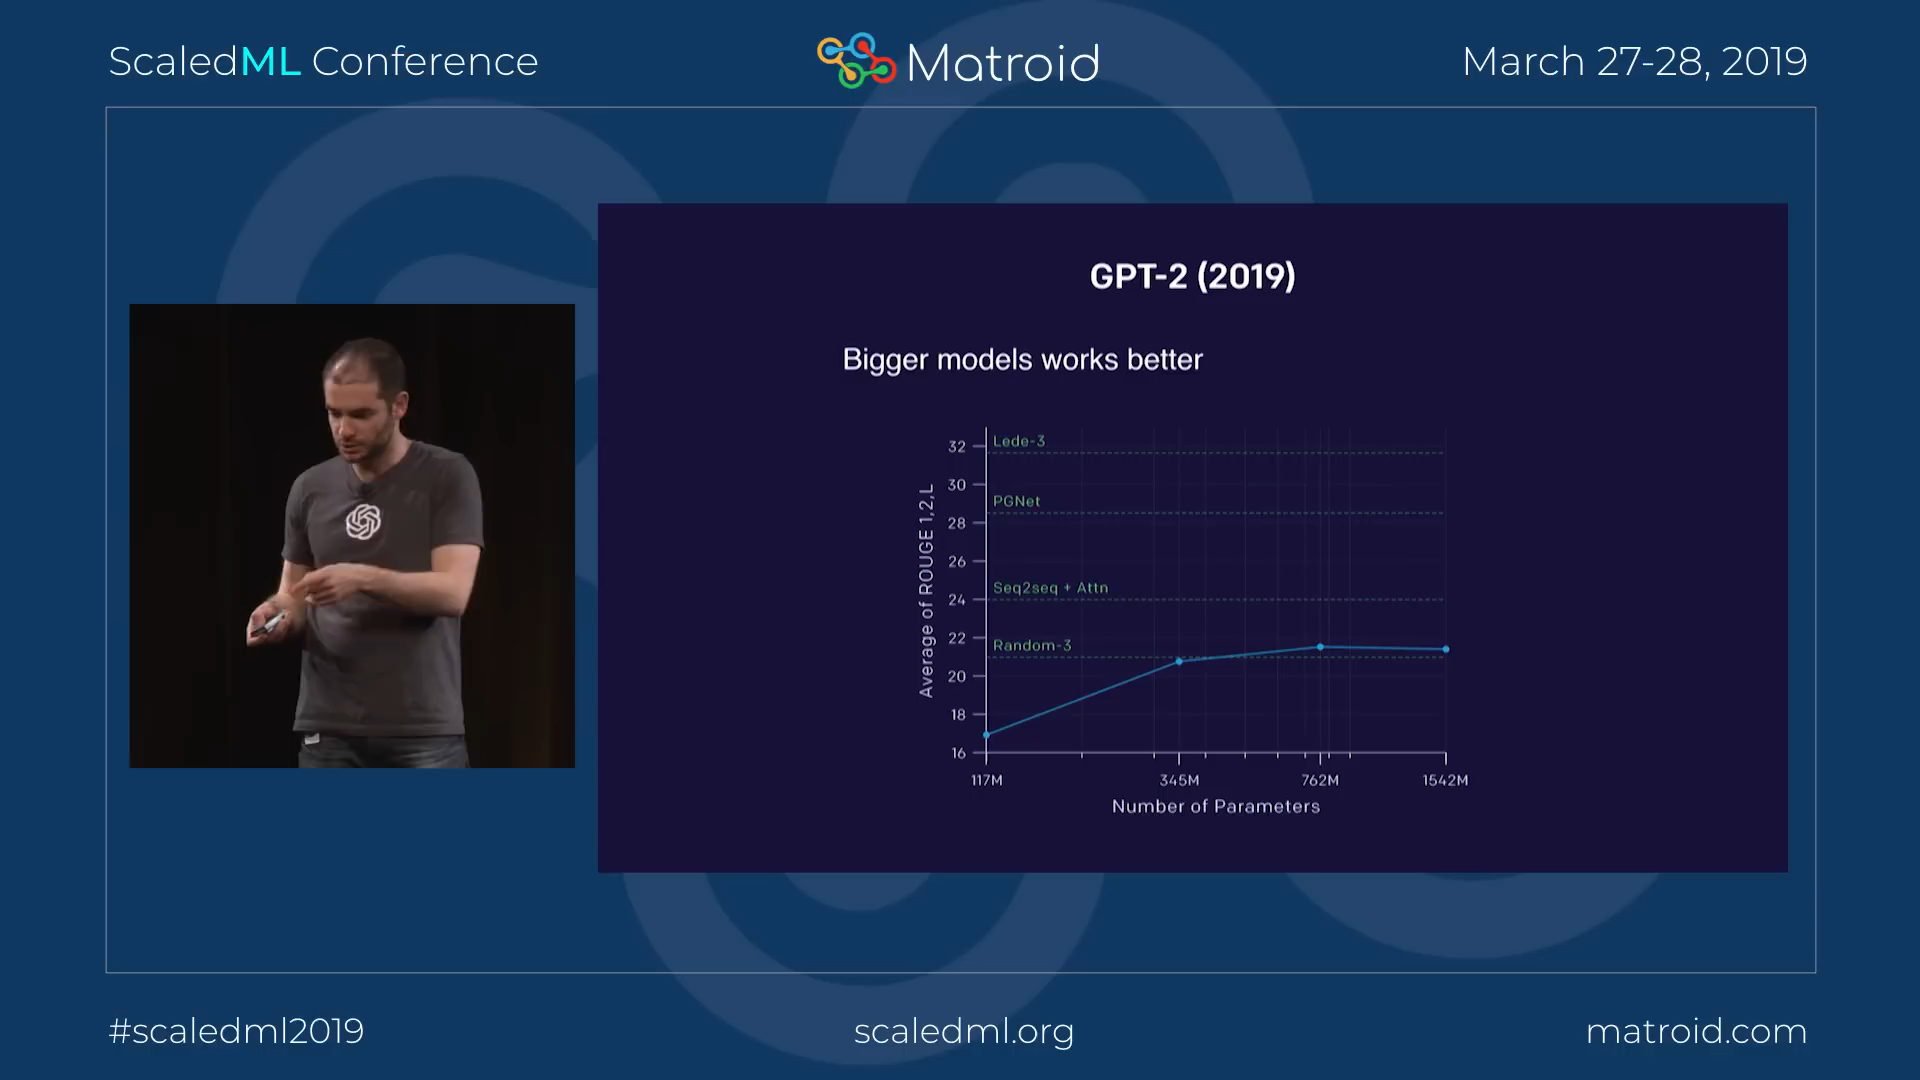 ScaledML Conference
Matroid
March 27-28, 2019
GPT-2 (2019)
Bigger models works better
Average of ROUGE 1,2,L
32
30
28
26
24
22
20
18
16
Lede-3
PGNet
Seq2seq + Attn
Random-3
117M 345M 762M 1542M
Number of Parameters
#scaledml2019
scaledml.org
matroid.com